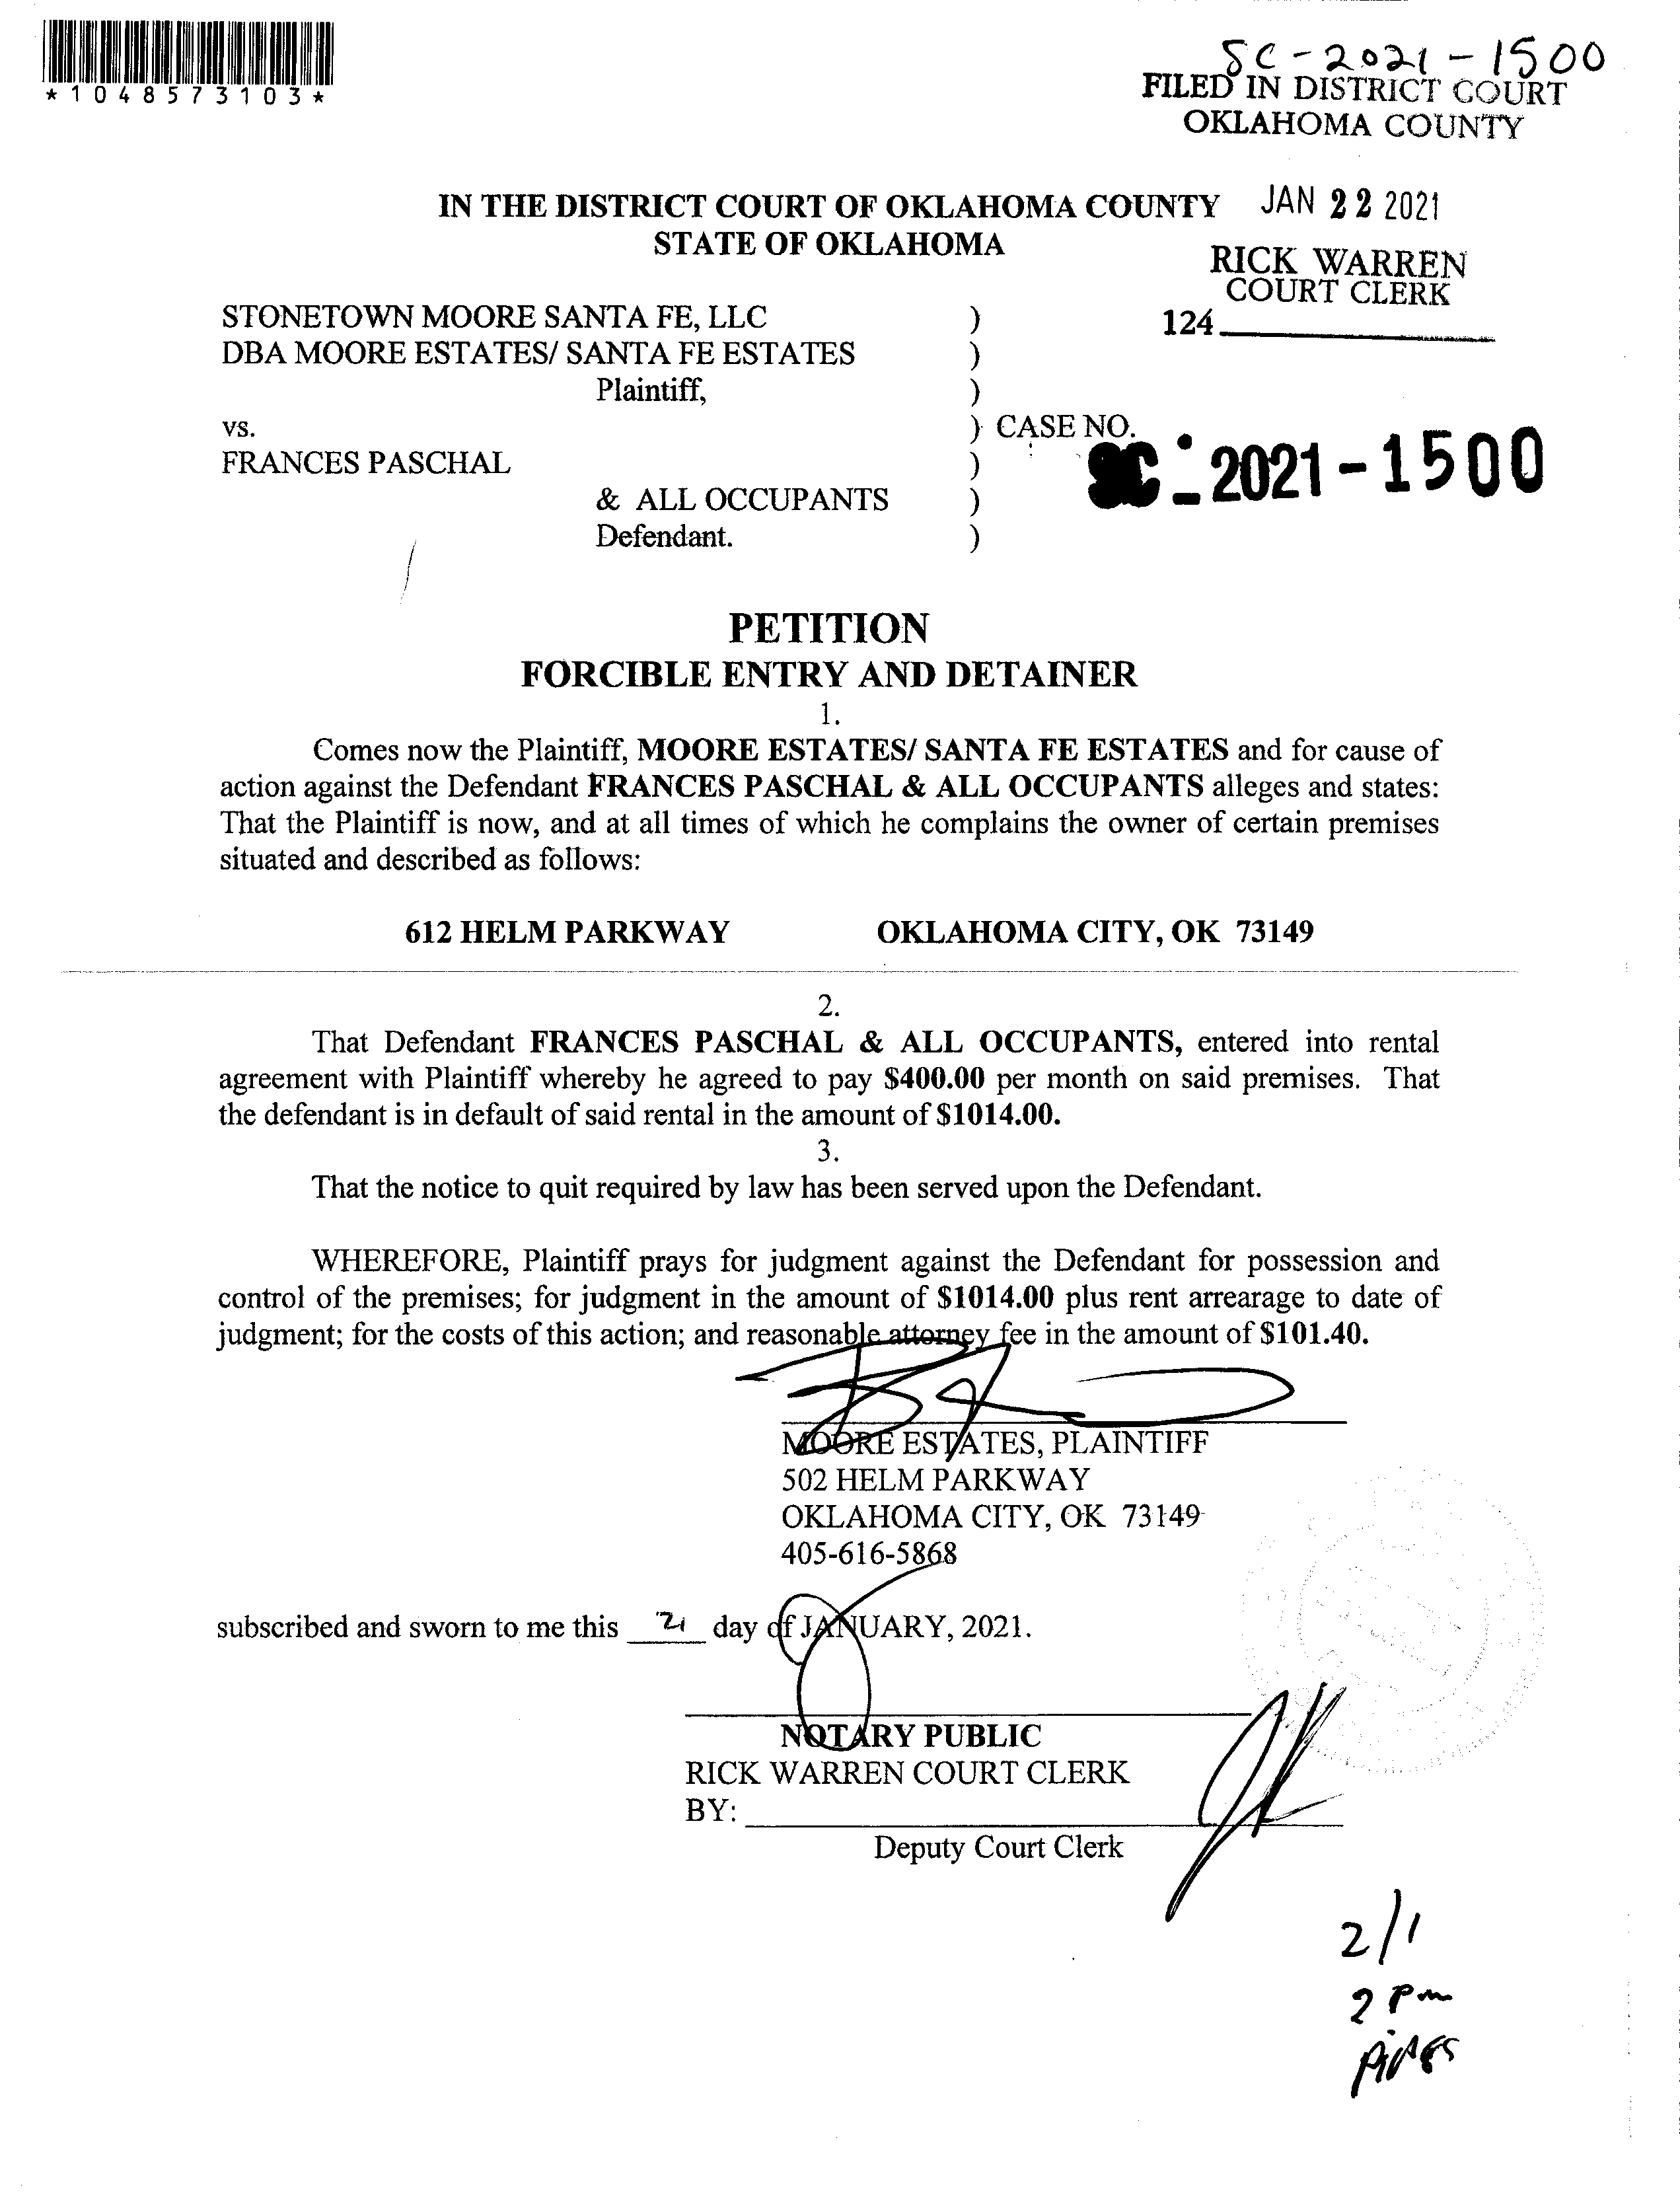 *1048573103*
SC-2021-1500
FILED IN DISTRICT COURT
OKLAHOMA COUNTY
JAN 22 2021
RICK WARREN
COURT CLERK
124
IN THE DISTRICT COURT OF OKLAHOMA COUNTY
STATE OF OKLAHOMA
STONETOWN MOORE SANTA FE, LLC )
DBA MOORE ESTATES/ SANTA FE ESTATES )
Plaintiff, )
vs. ) CASE NO. SC-2021-1500
FRANCES PASCHAL )
& ALL OCCUPANTS )
Defendant. )
PETITION
FORCIBLE ENTRY AND DETAINER
1.
Comes now the Plaintiff, MOORE ESTATES/ SANTA FE ESTATES and for cause of
action against the Defendant FRANCES PASCHAL & ALL OCCUPANTS alleges and states:
That the Plaintiff is now, and at all times of which he complains the owner of certain premises
situated and described as follows:
612 HELM PARKWAY OKLAHOMA CITY, OK 73149
2.
That Defendant FRANCES PASCHAL & ALL OCCUPANTS, entered into rental
agreement with Plaintiff whereby he agreed to pay $400.00 per month on said premises. That
the defendant is in default of said rental in the amount of $1014.00.
3.
That the notice to quit required by law has been served upon the Defendant.
WHEREFORE, Plaintiff prays for judgment against the Defendant for possession and
control of the premises; for judgment in the amount of $1014.00 plus rent arrearage to date of
judgment; for the costs of this action; and reasonable attorney fee in the amount of $101.40.
MOORE ESTATES, PLAINTIFF
502 HELM PARKWAY
OKLAHOMA CITY, OK 73149
405-616-5868
subscribed and sworn to me this 21 day of JANUARY, 2021.
NOTARY PUBLIC
RICK WARREN COURT CLERK
BY:
Deputy Court Clerk
2/1
2 pm